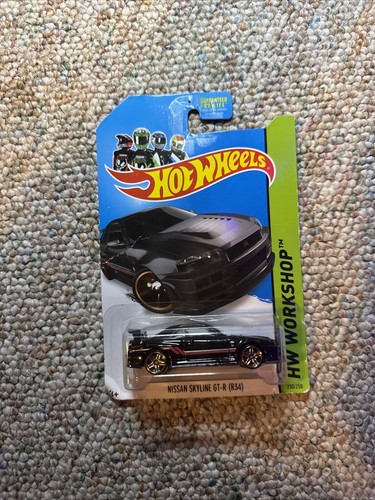 GUARANTEED
FOR LIFE
HOT WHEELS
HW WORKSHOP™
NISSAN SKYLINE GT-R (R34)